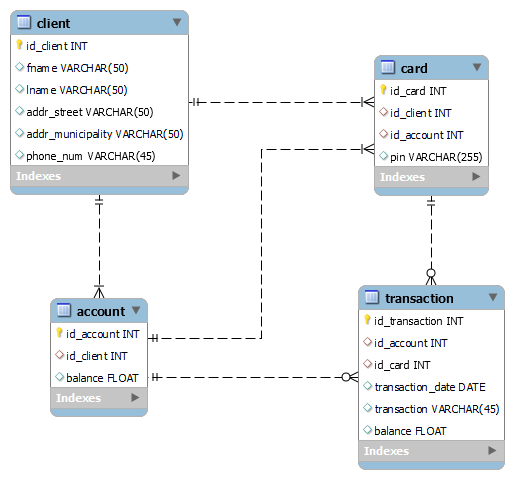 client
id_client INT
fname VARCHAR(50)
lname VARCHAR(50)
addr_street VARCHAR(50)
addr_municipality VARCHAR(50)
phone_num VARCHAR(45)
Indexes
card
id_card INT
id_client INT
id_account INT
pin VARCHAR(255)
Indexes
account
id_account INT
id_client INT
balance FLOAT
Indexes
transaction
id_transaction INT
id_account INT
id_card INT
transaction_date DATE
transaction VARCHAR(45)
balance FLOAT
Indexes